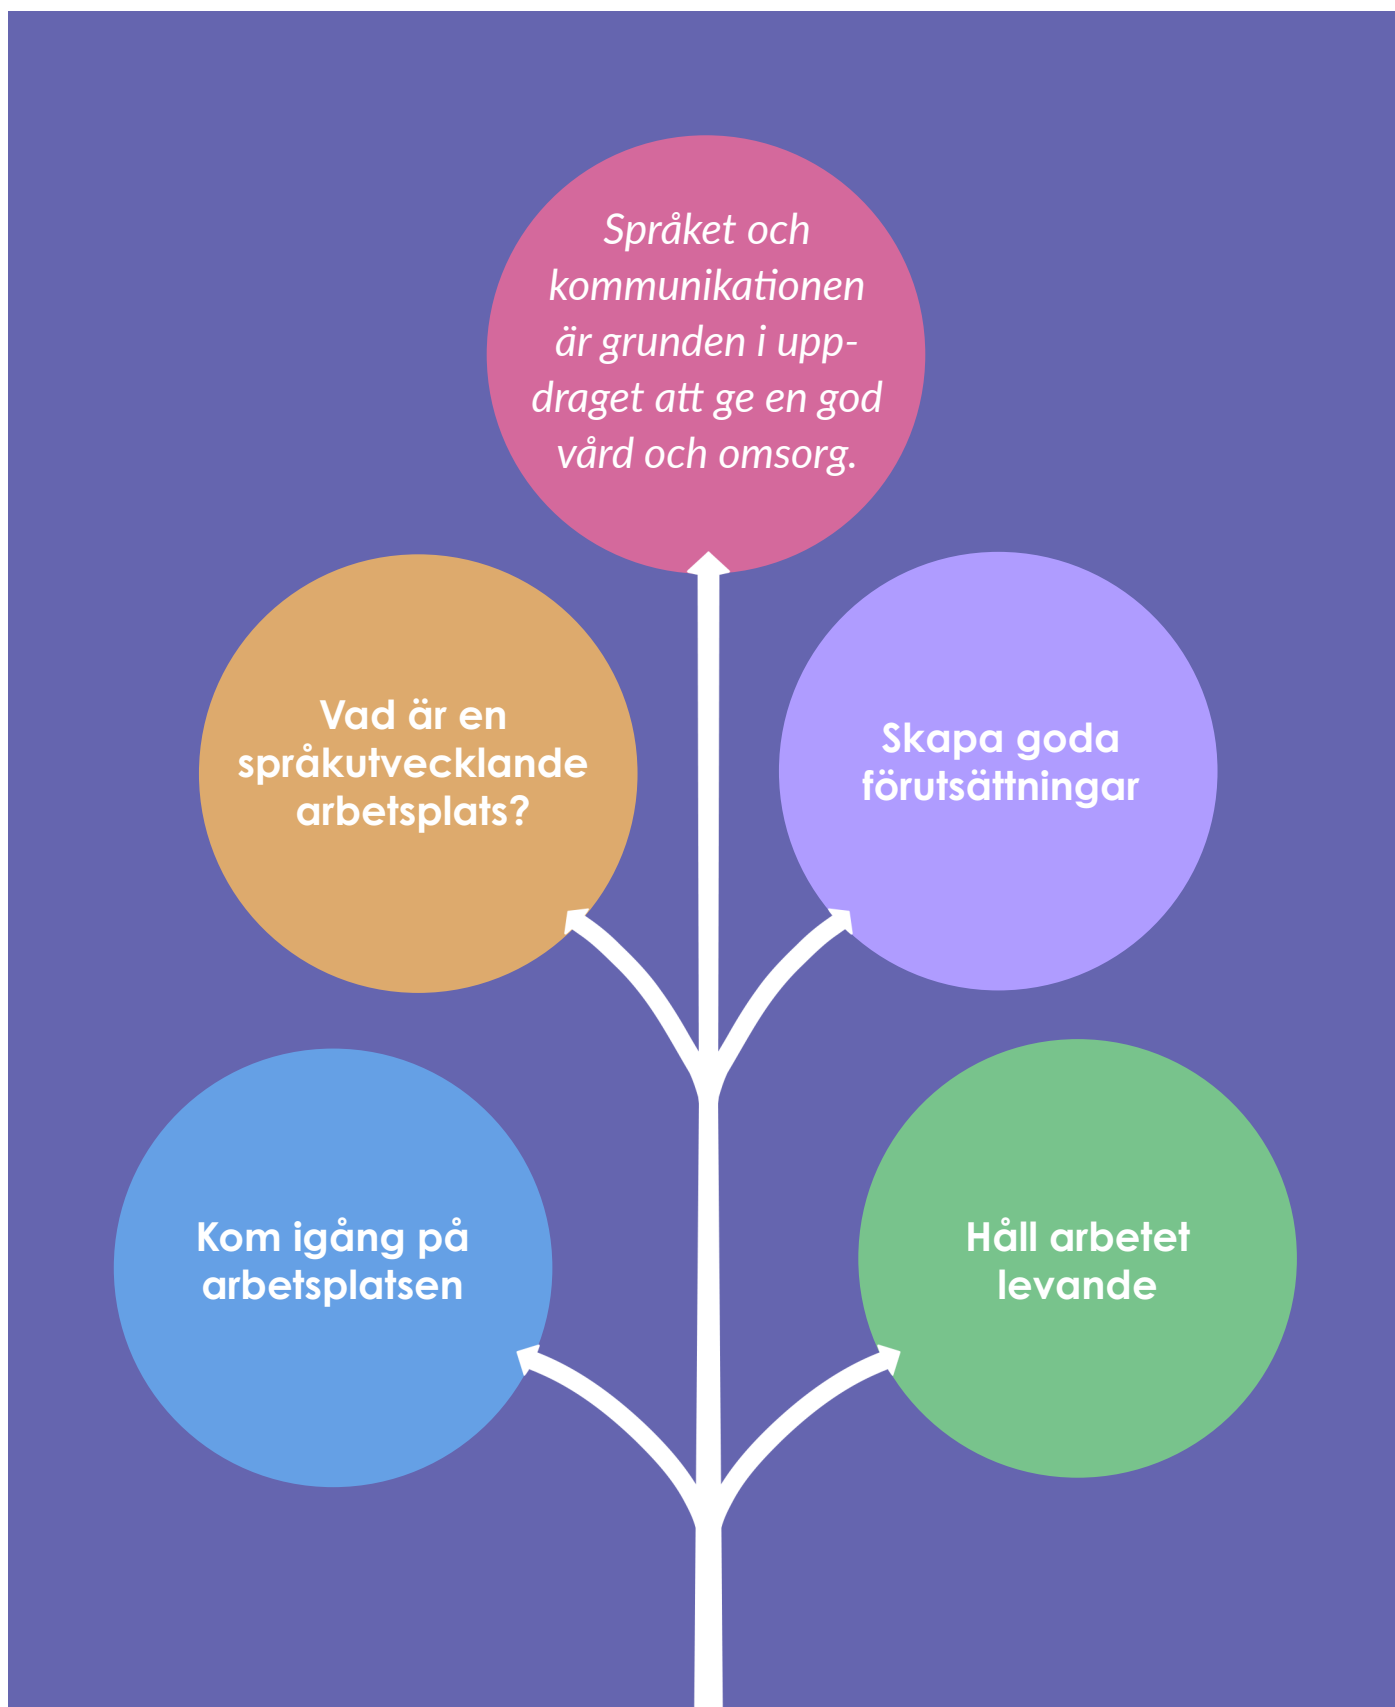 Språket och
kommunikationen
är grunden i upp-
draget att ge en god
vård och omsorg.
Vad är en
språkutvecklande
arbetsplats?
Skapa goda
förutsättningar
Kom igång på
arbetsplatsen
Håll arbetet
levande